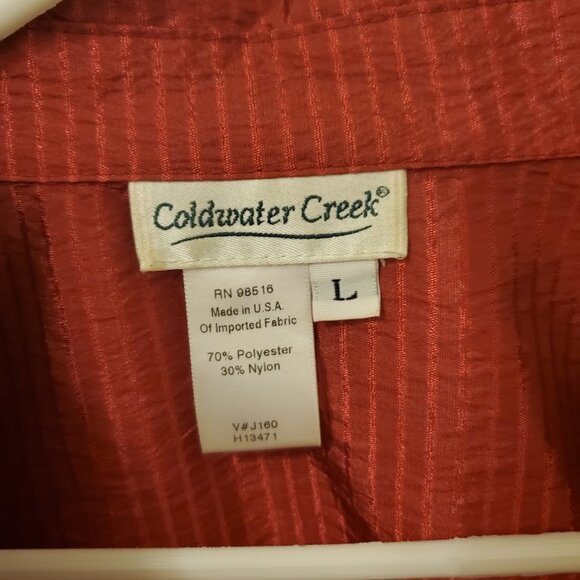 Coldwater Creek®
L
RN 98516
Made in U.S.A.
Of Imported Fabric
70% Polyester
30% Nylon
V#J160
H13471